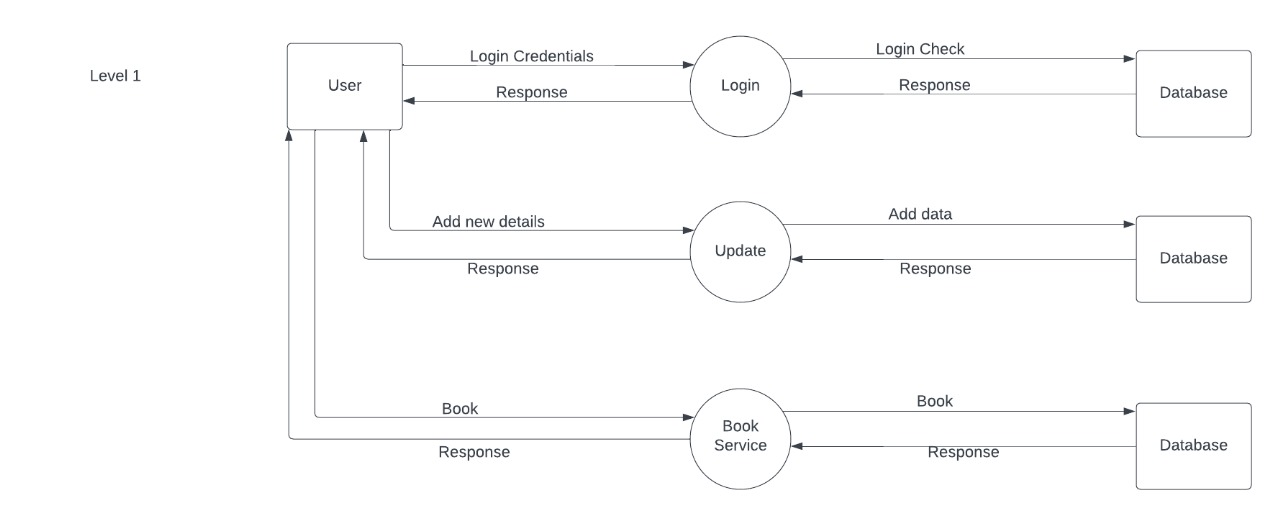 Level 1
User
Login Credentials
Response
Login
Login Check
Response
Database
Add new details
Response
Update
Add data
Response
Database
Book
Response
Book
Service
Book
Response
Database